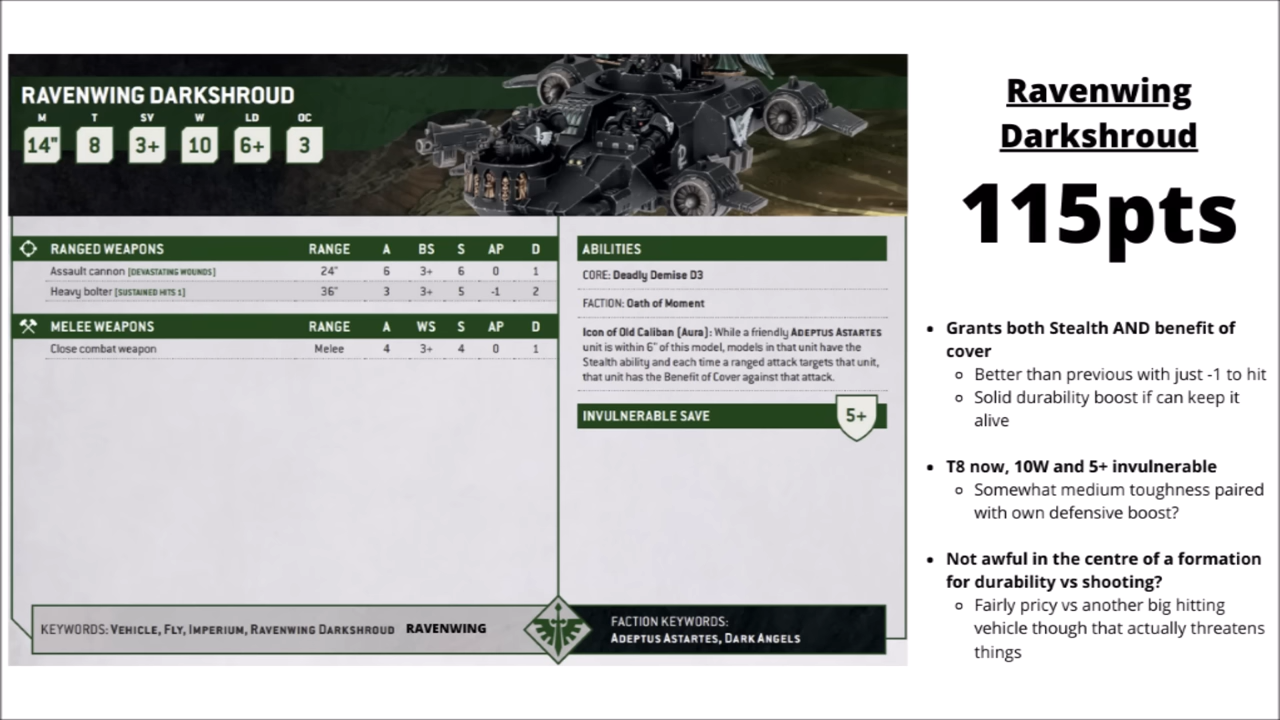 RAVENWING DARKSHROUD
M T SV W LD OC
14" 8 3+ 10 6+ 3
RANGED WEAPONS RANGE A BS S AP D
Assault cannon [DEVASTATING WOUNDS] 24" 6 3+ 6 0 1
Heavy bolter [SUSTAINED HITS 1] 36" 3 3+ 5 -1 2
MELEE WEAPONS RANGE A WS S AP D
Close combat weapon Melee 4 3+ 4 0 1
ABILITIES
CORE: Deadly Demise D3
FACTION: Oath of Moment
Icon of Old Caliban (Aura): While a friendly ADEPTUS ASTARTES
unit is within 6" of this model, models in that unit have the
Stealth ability and each time a ranged attack targets that unit,
that unit has the Benefit of Cover against that attack.
INVULNERABLE SAVE 5+
KEYWORDS: VEHICLE, FLY, IMPERIUM, RAVENWING DARKSHROUD RAVENWING
FACTION KEYWORDS:
ADEPTUS ASTARTES, DARK ANGELS
Ravenwing
Darkshroud
115pts
• Grants both Stealth AND benefit of
cover
◦ Better than previous with just -1 to hit
◦ Solid durability boost if can keep it
alive
• T8 now, 10W and 5+ invulnerable
◦ Somewhat medium toughness paired
with own defensive boost?
• Not awful in the centre of a formation
for durability vs shooting?
◦ Fairly pricy vs another big hitting
vehicle though that actually threatens
things